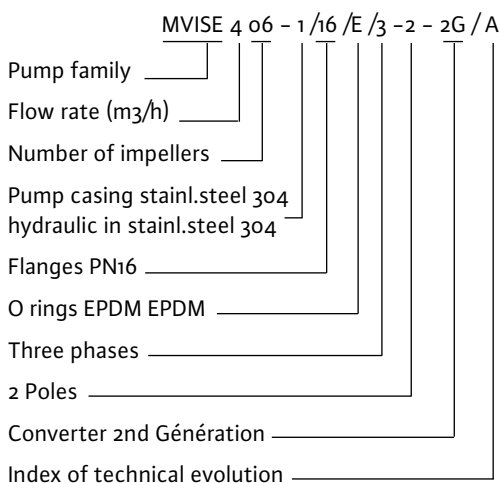 MVISE 4 06 – 1 /16 /E /3 –2 – 2G / A
Pump family
Flow rate (m3/h)
Number of impellers
Pump casing stainl.steel 304
hydraulic in stainl.steel 304
Flanges PN16
O rings EPDM EPDM
Three phases
2 Poles
Converter 2nd Génération
Index of technical evolution